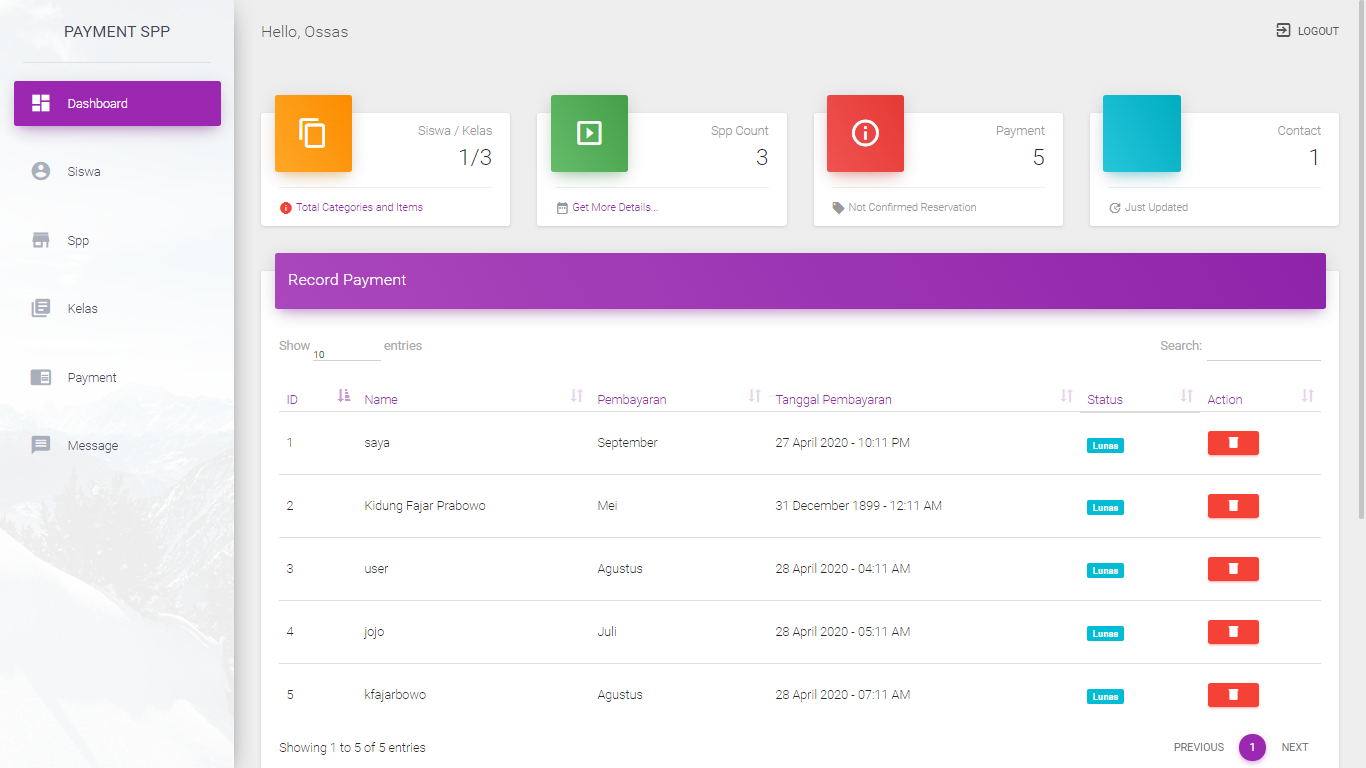 PAYMENT SPP
Hello, Ossas
LOGOUT
Dashboard
Siswa
Spp
Kelas
Payment
Message
Siswa / Kelas
1/3
Total Categories and Items
Spp Count
3
Get More Details...
Payment
5
Not Confirmed Reservation
Contact
1
Just Updated
Record Payment
Show 10 entries
Search:
ID Name Pembayaran Tanggal Pembayaran Status Action
1 saya September 27 April 2020 - 10:11 PM Lunas
2 Kidung Fajar Prabowo Mei 31 December 1899 - 12:11 AM Lunas
3 user Agustus 28 April 2020 - 04:11 AM Lunas
4 jojo Juli 28 April 2020 - 05:11 AM Lunas
5 kfajarbowo Agustus 28 April 2020 - 07:11 AM Lunas
Showing 1 to 5 of 5 entries
PREVIOUS 1 NEXT